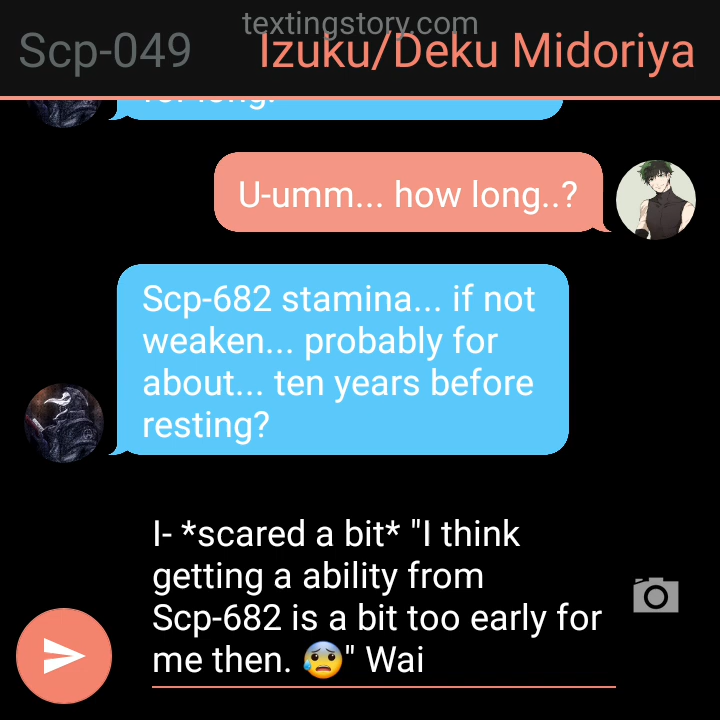 textingstory.com
Scp-049 Izuku/Deku Midoriya
U-umm... how long..?
Scp-682 stamina... if not
weaken... probably for
about... ten years before
resting?
I- *scared a bit* "I think
getting a ability from
Scp-682 is a bit too early for
me then. 😰" Wai